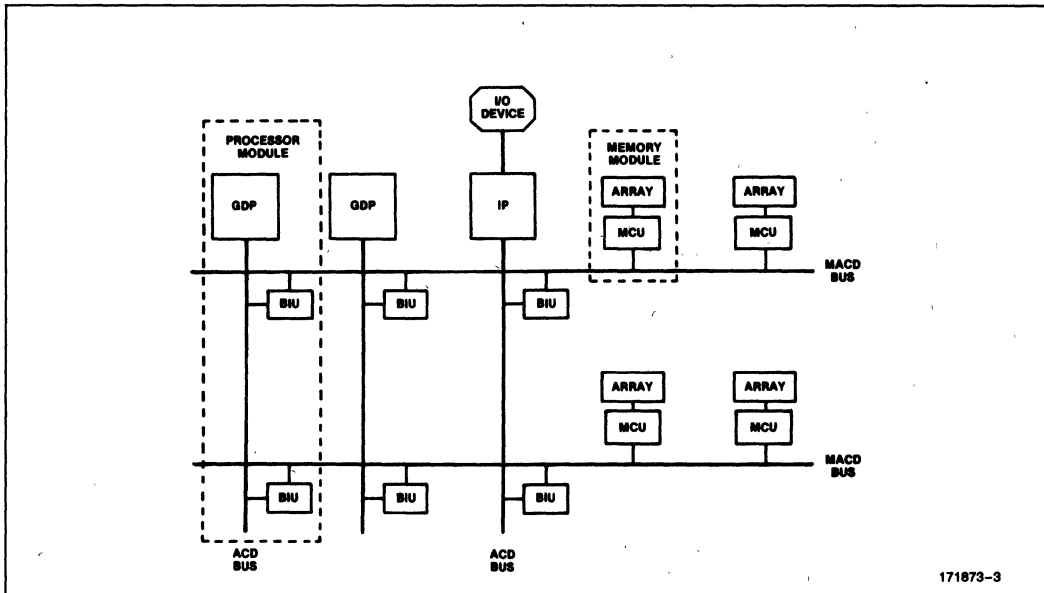 I/O
DEVICE
PROCESSOR
MODULE
MEMORY
MODULE
GDP
GDP
IP
ARRAY
MCU
ARRAY
MCU
MACD
BUS
BIU
BIU
BIU
ARRAY
MCU
ARRAY
MCU
MACD
BUS
BIU
BIU
BIU
ACD
BUS
ACD
BUS
171873-3